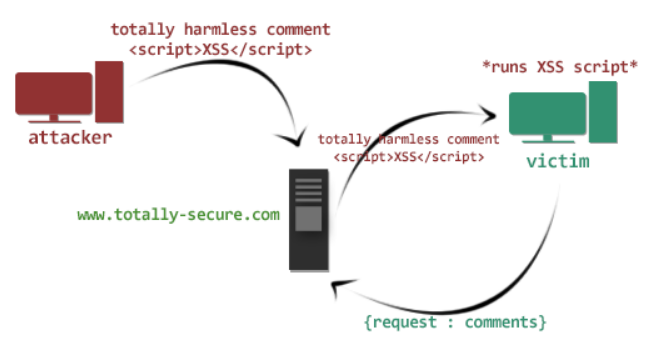 totally harmless comment
<script>XSS</script>
*runs XSS script*
attacker
totally harmless comment
<script>XSS</script>
victim
www.totally-secure.com
{request : comments}